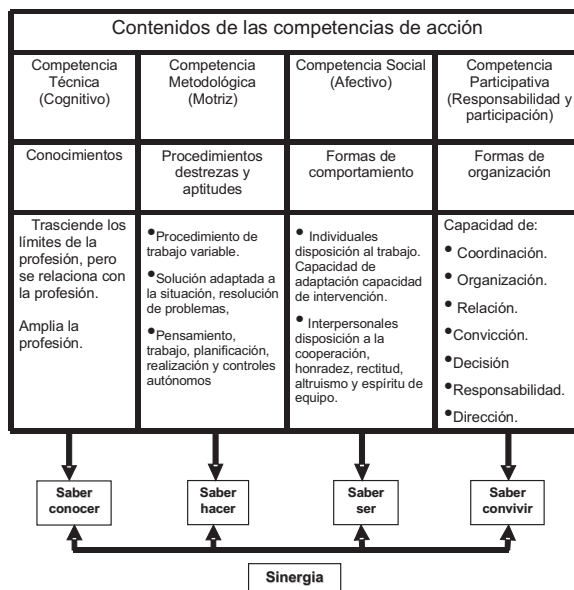 Contenidos de las competencias de acción
Competencia
Técnica
(Cognitivo)
Competencia
Metodológica
(Motriz)
Competencia Social
(Afectivo)
Competencia
Participativa
(Responsabilidad y
participación)
Conocimientos
Procedimientos
destrezas y
aptitudes
Formas de
comportamiento
Formas de
organización
Trasciende los
límites de la
profesión, pero
se relaciona con
la profesión.
Amplia la
profesión.
•Procedimiento de
trabajo variable.
•Solución adaptada a
la situación, resolución
de problemas,
•Pensamiento,
trabajo, planificación,
realización y controles
autónomos
• Individuales
disposición al trabajo.
Capacidad de
adaptación capacidad
de intervención.
• Interpersonales
disposición a la
cooperación,
honradez, rectitud,
altruismo y espíritu de
equipo.
Capacidad de:
• Coordinación.
• Organización.
• Relación.
•Convicción.
•Decisión
•Responsabilidad.
•Dirección.
Saber
conocer
Saber
hacer
Saber
ser
Saber
convivir
Sinergia